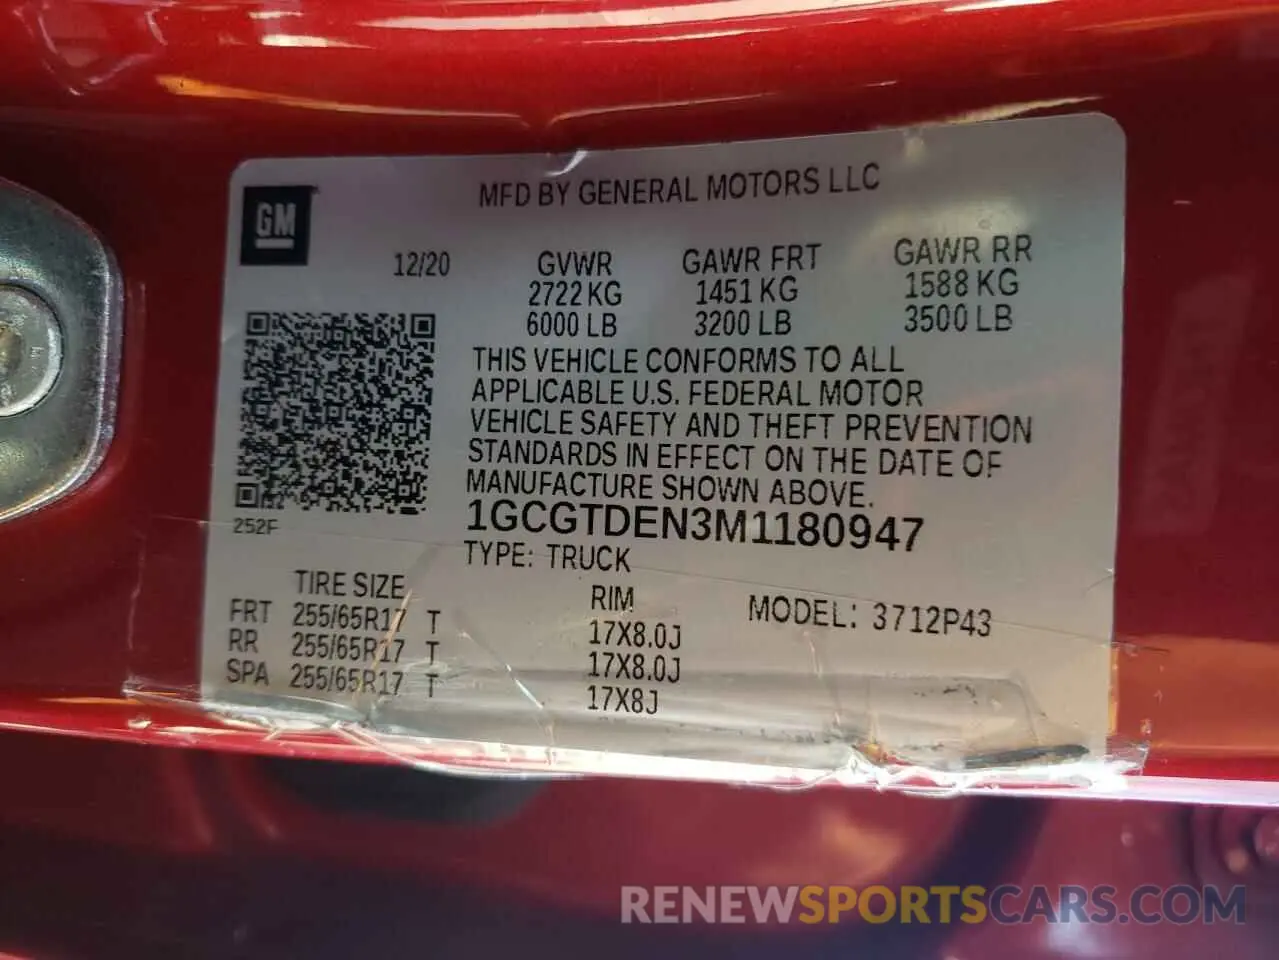 MFD BY GENERAL MOTORS LLC
GM
12/20 GVWR GAWR FRT GAWR RR
2722 KG 1451 KG 1588 KG
6000 LB 3200 LB 3500 LB
THIS VEHICLE CONFORMS TO ALL
APPLICABLE U.S. FEDERAL MOTOR
VEHICLE SAFETY AND THEFT PREVENTION
STANDARDS IN EFFECT ON THE DATE OF
MANUFACTURE SHOWN ABOVE.
252F
1GCGTDEN3M1180947
TYPE: TRUCK
TIRE SIZE RIM MODEL: 3712P43
FRT 255/65R17 T 17X8.0J
RR 255/65R17 T 17X8.0J
SPA 255/65R17 T 17X8J
RENEWSPORTSCARS.COM